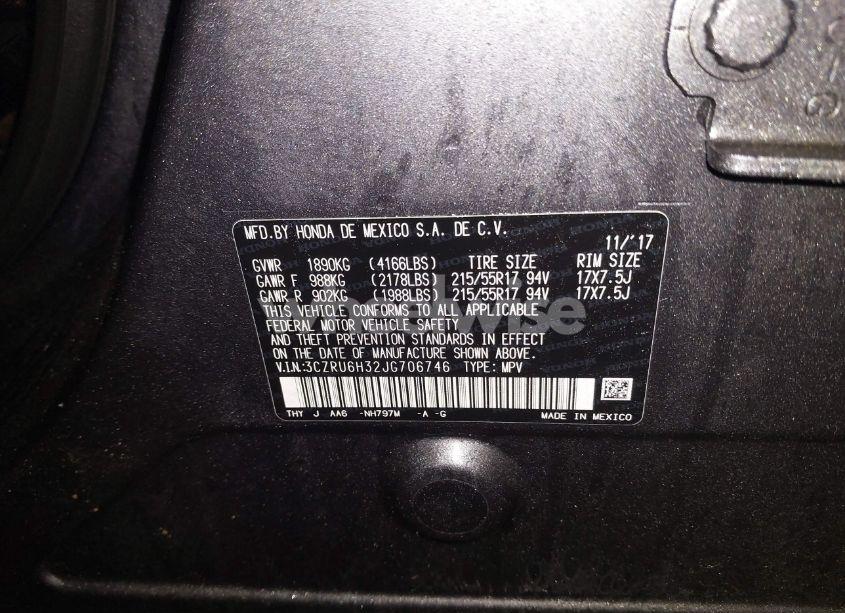 MFD.BY HONDA DE MEXICO S.A. DE C.V.
11/'17
GVWR 1890KG (4166LBS) TIRE SIZE RIM SIZE
GAWR F 988KG (2178LBS) 215/55R17 94V 17X7.5J
GAWR R 902KG (1988LBS) 215/55R17 94V 17X7.5J
THIS VEHICLE CONFORMS TO ALL APPLICABLE
FEDERAL MOTOR VEHICLE SAFETY
AND THEFT PREVENTION STANDARDS IN EFFECT
ON THE DATE OF MANUFACTURE SHOWN ABOVE.
V.I.N.:3CZRU6H32JG706746 TYPE: MPV
THY J AA6 -NH797M -A -G MADE IN MEXICO
wheelwise